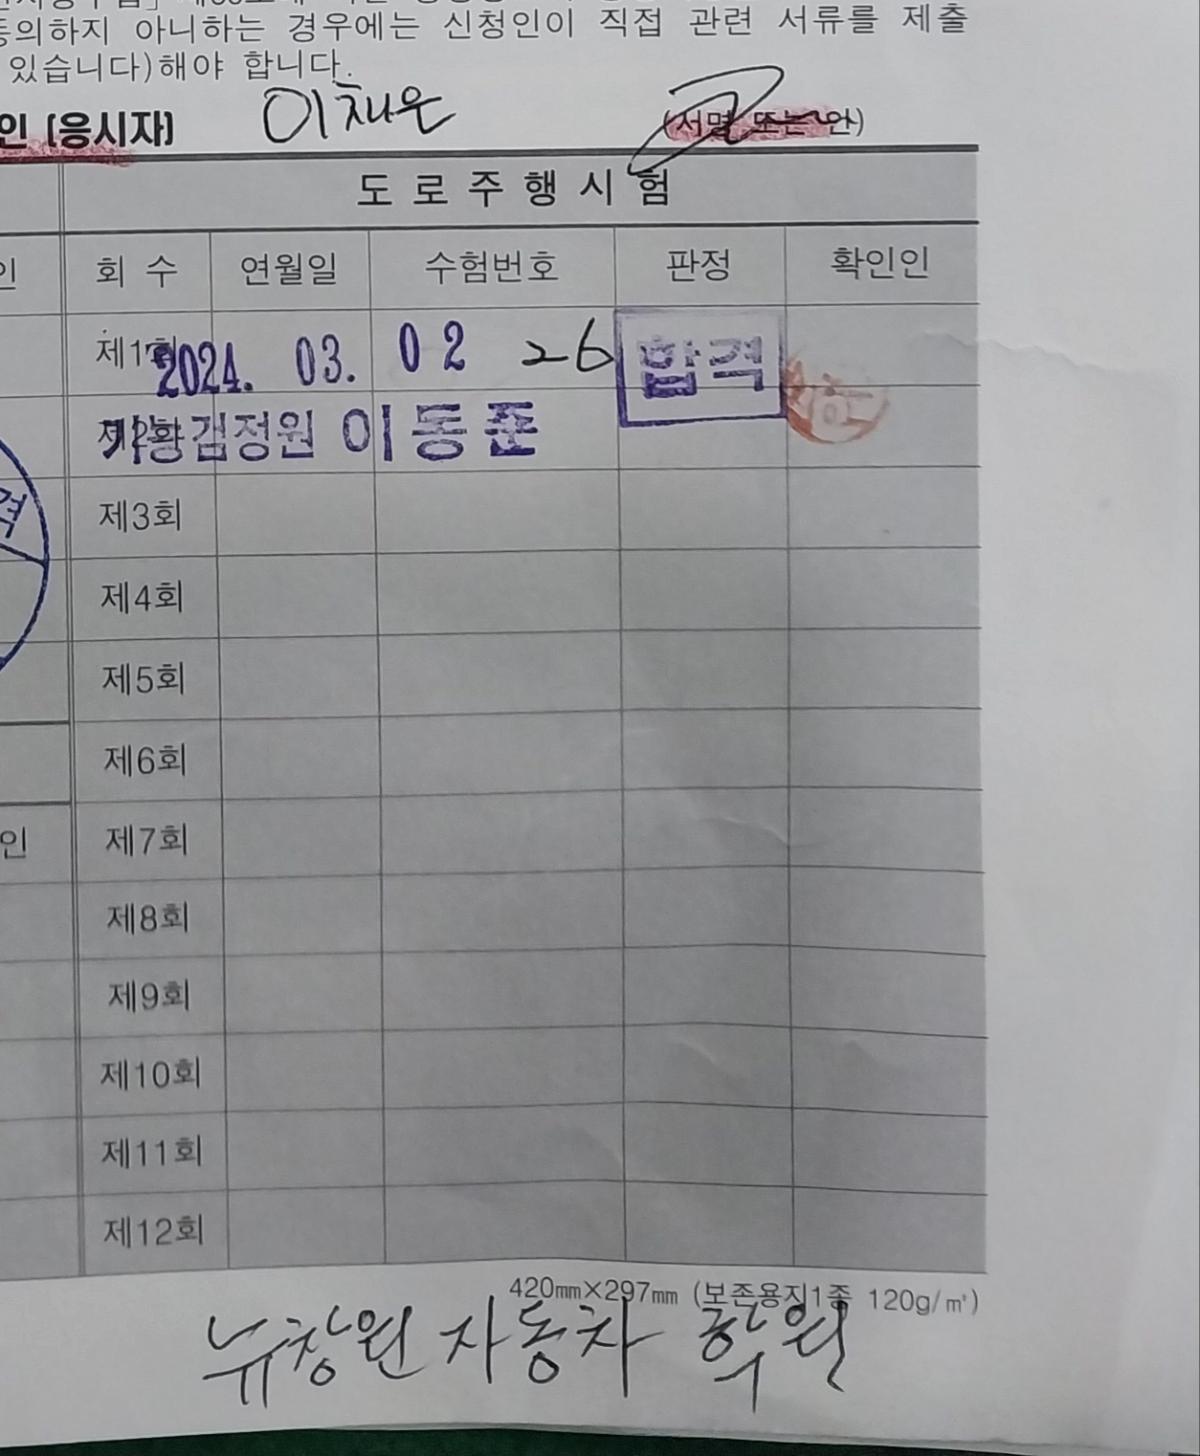 동의하지 아니하는 경우에는 신청인이 직접 관련 서류를 제출
있습니다)해야 합니다.
인 (응시자) 이채은 (서명 또는 인)
도로주행시험
인 회 수 연월일 수험번호 판정 확인인
제1회 2024. 03. 02 26 합격
제2회 기능검정원 이동준
격 제3회
제4회
제5회
제6회
인 제7회
제8회
제9회
제10회
제11회
제12회
420㎜×297㎜ (보존용지1종 120g/㎡)
뉴창원 자동차 학원